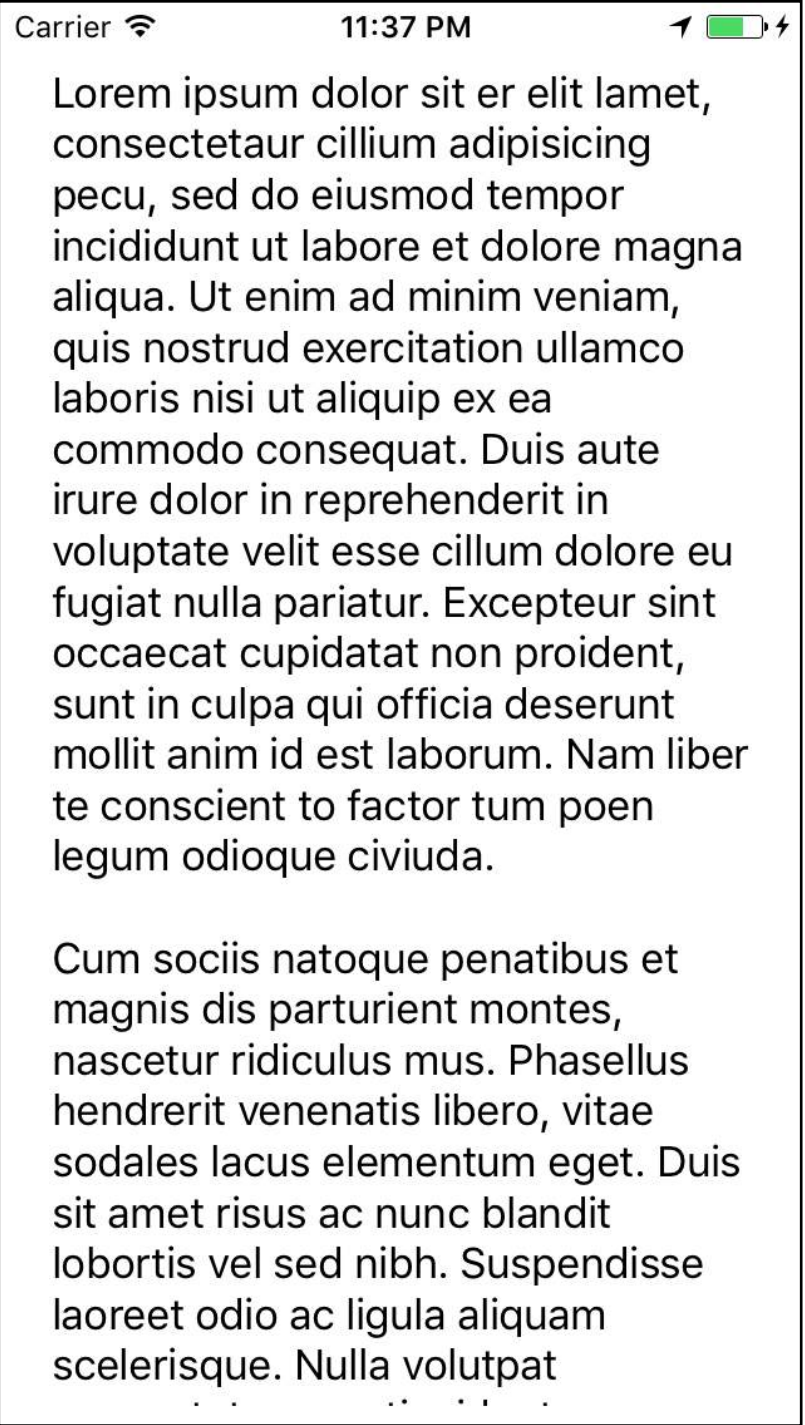 Carrier 11:37 PM
Lorem ipsum dolor sit er elit lamet,
consectetaur cillium adipisicing
pecu, sed do eiusmod tempor
incididunt ut labore et dolore magna
aliqua. Ut enim ad minim veniam,
quis nostrud exercitation ullamco
laboris nisi ut aliquip ex ea
commodo consequat. Duis aute
irure dolor in reprehenderit in
voluptate velit esse cillum dolore eu
fugiat nulla pariatur. Excepteur sint
occaecat cupidatat non proident,
sunt in culpa qui officia deserunt
mollit anim id est laborum. Nam liber
te conscient to factor tum poen
legum odioque civiuda.
Cum sociis natoque penatibus et
magnis dis parturient montes,
nascetur ridiculus mus. Phasellus
hendrerit venenatis libero, vitae
sodales lacus elementum eget. Duis
sit amet risus ac nunc blandit
lobortis vel sed nibh. Suspendisse
laoreet odio ac ligula aliquam
scelerisque. Nulla volutpat